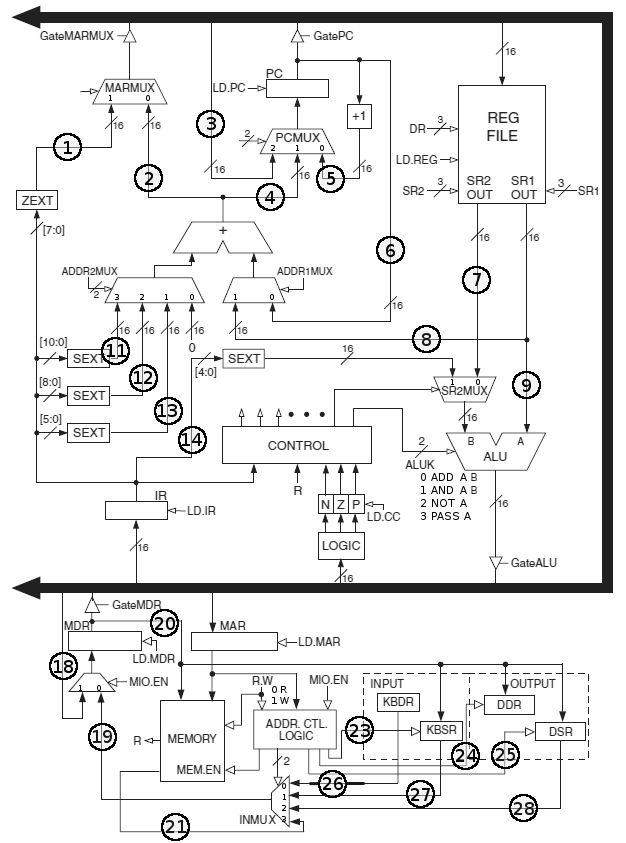 GateMARMUX
GatePC
16
MARMUX
1 0
16 16
LD.PC
PC
+1
2
PCMUX
2 1 0
16 16 16
REG
FILE
DR 3
LD.REG
SR2 3
SR2 OUT
SR1 OUT
3 SR1
16 16
1
2
3
4
5
6
7
8
9
ZEXT
[7:0]
+
ADDR2MUX
2
3 2 1 0
16 16 16 0
ADDR1MUX
1 0
16
16
[10:0]
SEXT
11
[8:0]
SEXT
12
[5:0]
SEXT
13
14
[4:0]
SEXT
16
1 0
SR2MUX
16
CONTROL
2
ALUK
B A
ALU
0 ADD A B
1 AND A B
2 NOT A
3 PASS A
16
IR
LD.IR
16
R
N Z P
LD.CC
LOGIC
16
GateALU
GateMDR
20
MDR
LD.MDR
18
MIO.EN
1 0
19
MAR
LD.MAR
R.W
0 R
1 W
MIO.EN
R
MEMORY
MEM.EN
ADDR. CTL.
LOGIC
2
INPUT
KBDR
KBSR
OUTPUT
DDR
DSR
23
24
25
26
27
28
0
1
2
3
INMUX
21